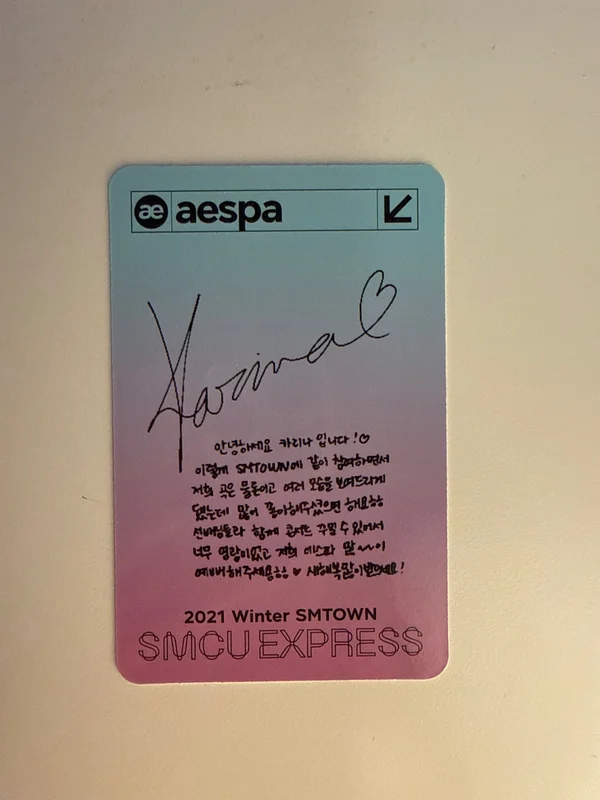 ae aespa
Karina
안녕하세요 카리나 입니다!♡
이렇게 SMTOWN에 같이 참여하면서
저희 곡은 물론이고 여러 모습을 보여드리게
됐는데 많이 좋아해주셨으면 해요ㅎㅎ
선배님들과 함께 콘서트 꾸밀 수 있어서
너무 영광이었고 저희 에스파 많~~이
예뻐해주세요ㅎㅎ ♥ 새해복많이받으세요!
2021 Winter SMTOWN
SMCU EXPRESS